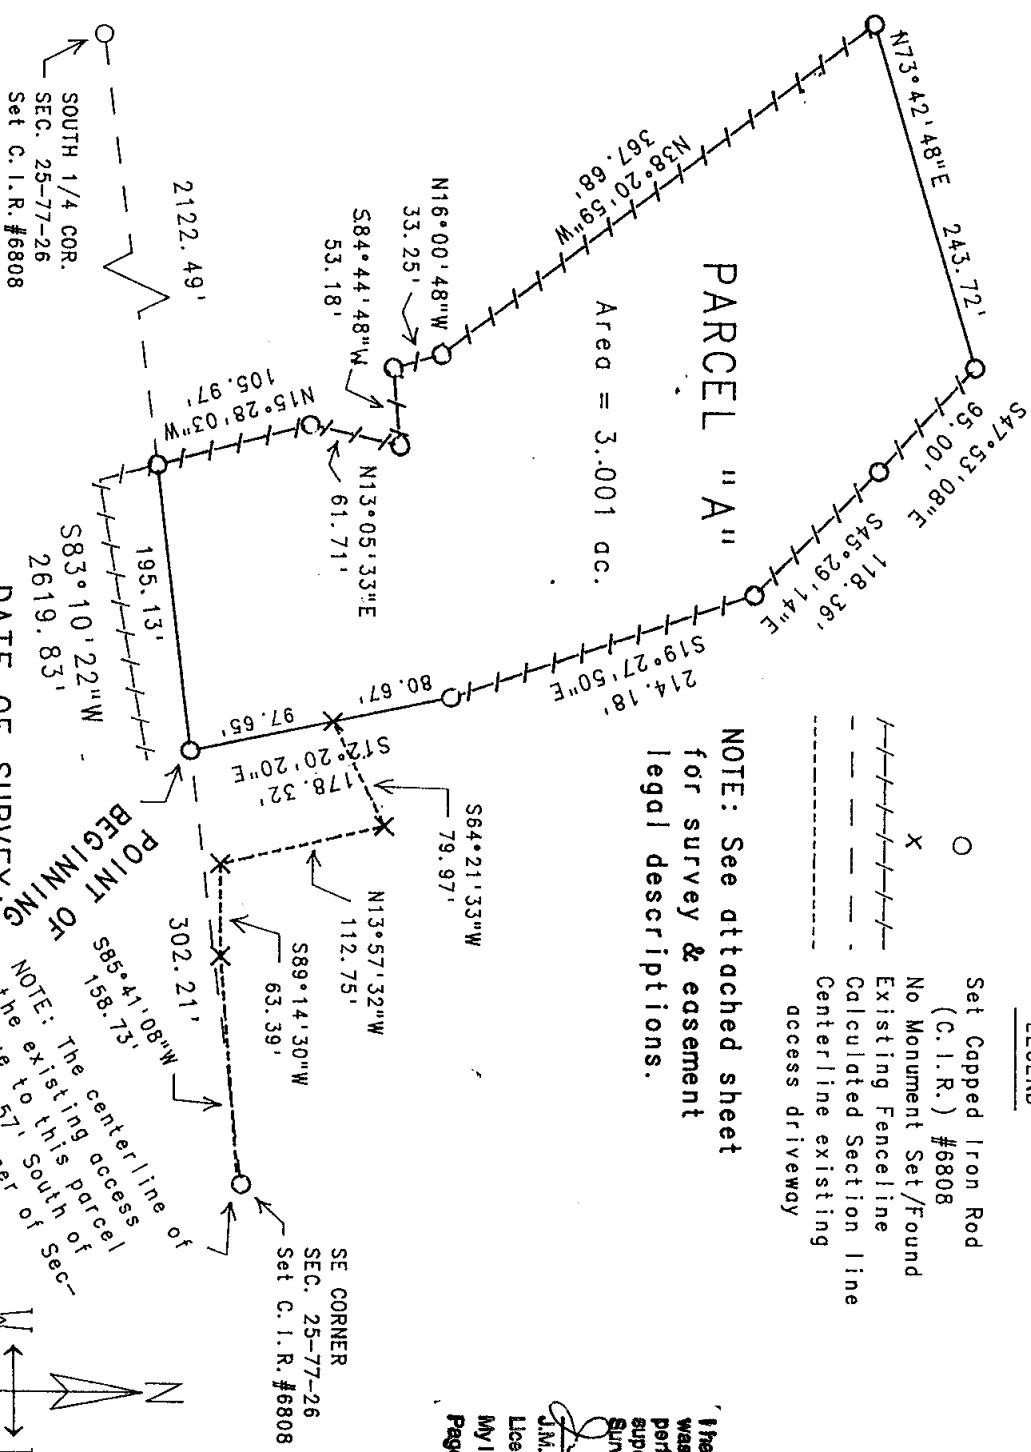 LEGEND
Set Capped Iron Rod
(C.I.R.) #6808
No Monument Set/Found
Existing Fenceline
Calculated Section line
Centerline existing
access driveway
NOTE: See attached sheet
for survey & easement
legal descriptions.
PARCEL "A"
Area = 3.001 ac.
N73°42'48"E 243.72'
S47°53'08"E
95.00'
S45°29'14"E
118.36'
S19°27'50"E
214.18'
80.67'
97.65'
S12°20'20"E
178.32'
N38°20'59"W
367.68'
N16°00'48"W
33.25'
S84°44'48"W
53.18'
N13°05'33"E
61.71'
N15°28'03"W
105.97'
195.13'
S83°10'22"W
2619.83'
2122.49'
SOUTH 1/4 COR.
SEC. 25-77-26
Set C.I.R. #6808
S64°21'33"W
79.97'
N13°57'32"W
112.75'
S89°14'30"W
63.39'
302.21'
S85°41'08"W
158.73'
POINT OF
BEGINNING
SE CORNER
SEC. 25-77-26
Set C.I.R. #6808
NOTE: The centerline of
the existing access
to this parcel
57' South of
of Sec-
DATE OF SURVEY:
N
W
J.M.
My l
Page